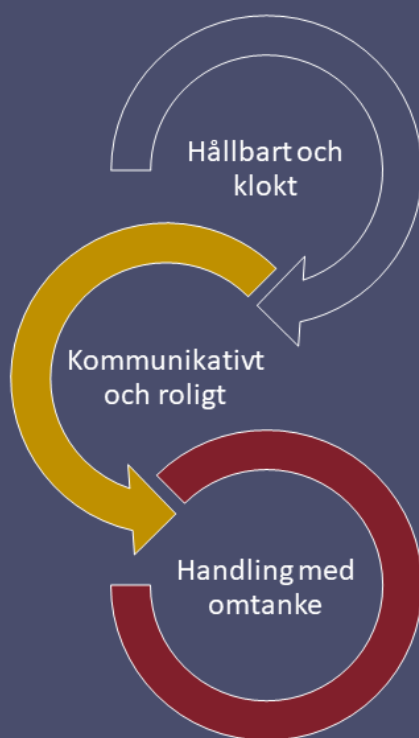 Hållbart och
klokt
Kommunikativt
och roligt
Handling med
omtanke